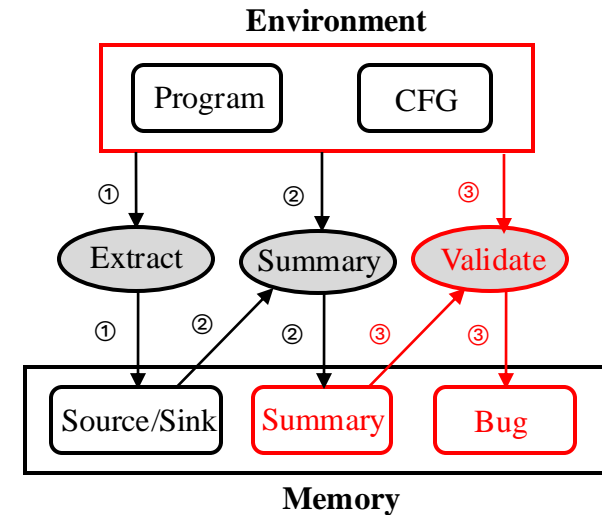 Environment
Program CFG
① ② ③
Extract Summary Validate
① ② ② ③ ③
Source/Sink Summary Bug
Memory